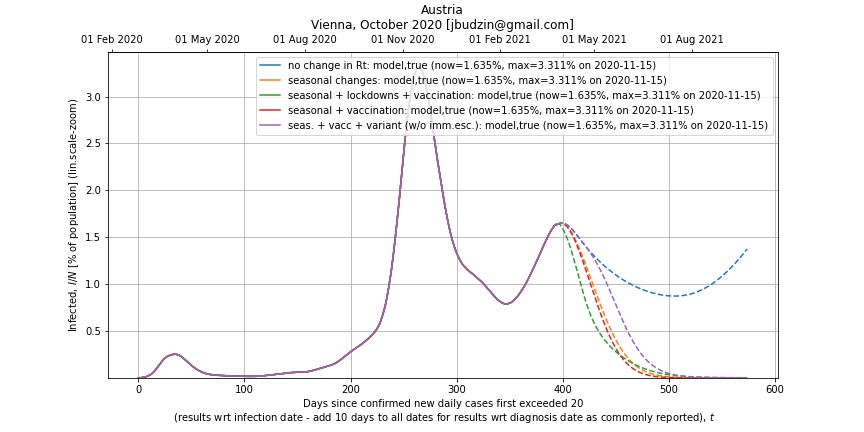 Austria
Vienna, October 2020 [jbudzin@gmail.com]
01 Feb 2020 01 May 2020 01 Aug 2020 01 Nov 2020 01 Feb 2021 01 May 2021 01 Aug 2021
no change in Rt: model,true (now=1.635%, max=3.311% on 2020-11-15)
seasonal changes: model,true (now=1.635%, max=3.311% on 2020-11-15)
seasonal + lockdowns + vaccination: model,true (now=1.635%, max=3.311% on 2020-11-15)
seasonal + vaccination: model,true (now=1.635%, max=3.311% on 2020-11-15)
seas. + vacc + variant (w/o imm.esc.): model,true (now=1.635%, max=3.311% on 2020-11-15)
3.0
2.5
2.0
1.5
1.0
0.5
Infected, I/N [% of population] (lin.scale-zoom)
0 100 200 300 400 500 600
Days since confirmed new daily cases first exceeded 20
(results wrt infection date - add 10 days to all dates for results wrt diagnosis date as commonly reported), t